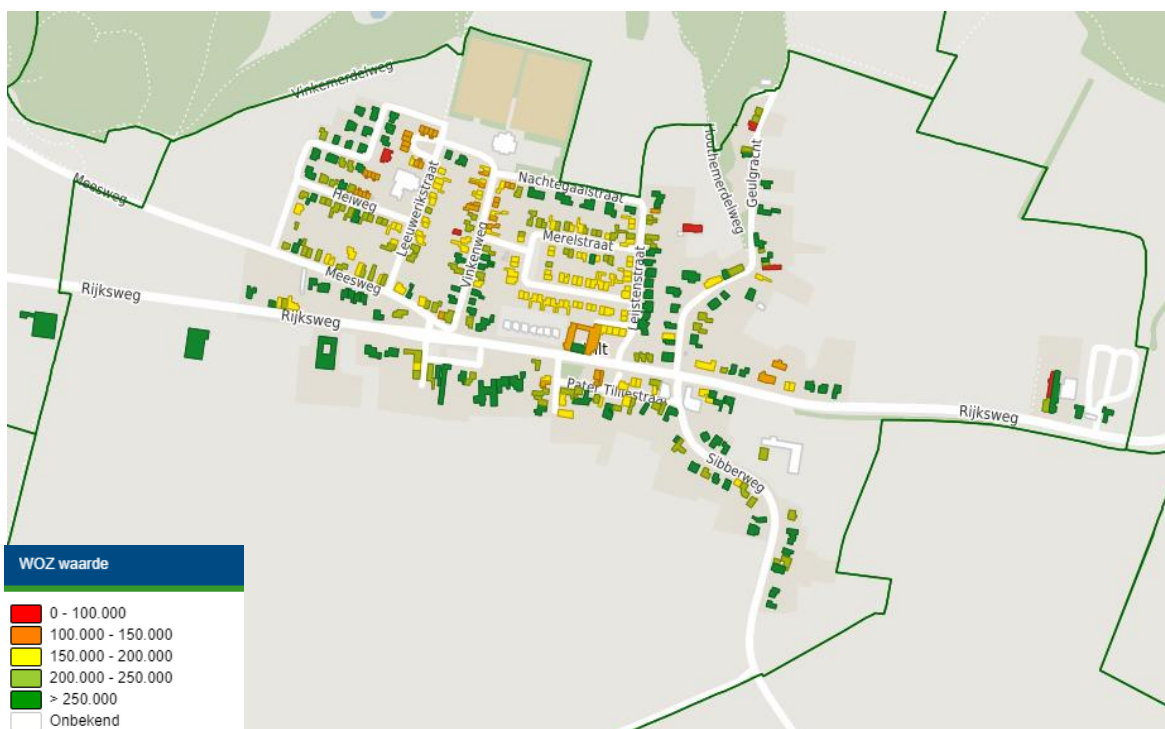 Vinkemerdelweg
Meesweg
Heiweg
Leeuwerikstraat
Vinkenweg
Nachtegaalstraat
Merelstraat
Leijstenstraat
Houthemerdelweg
Geulgracht
Meesweg
Rijksweg
Rijksweg
Pater Tilliestraat
Rijksweg
Sibberweg
WOZ waarde
0 - 100.000
100.000 - 150.000
150.000 - 200.000
200.000 - 250.000
> 250.000
Onbekend